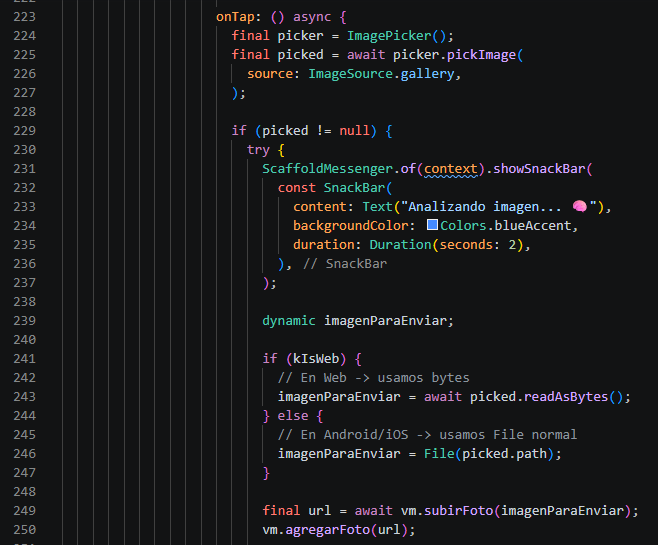 223 onTap: () async {
224 final picker = ImagePicker();
225 final picked = await picker.pickImage(
226 source: ImageSource.gallery,
227 );
228
229 if (picked != null) {
230 try {
231 ScaffoldMessenger.of(context).showSnackBar(
232 const SnackBar(
233 content: Text("Analizando imagen... 🧠"),
234 backgroundColor: Colors.blueAccent,
235 duration: Duration(seconds: 2),
236 ), // SnackBar
237 );
238
239 dynamic imagenParaEnviar;
240
241 if (kIsWeb) {
242 // En Web -> usamos bytes
243 imagenParaEnviar = await picked.readAsBytes();
244 } else {
245 // En Android/iOS -> usamos File normal
246 imagenParaEnviar = File(picked.path);
247 }
248
249 final url = await vm.subirFoto(imagenParaEnviar);
250 vm.agregarFoto(url);